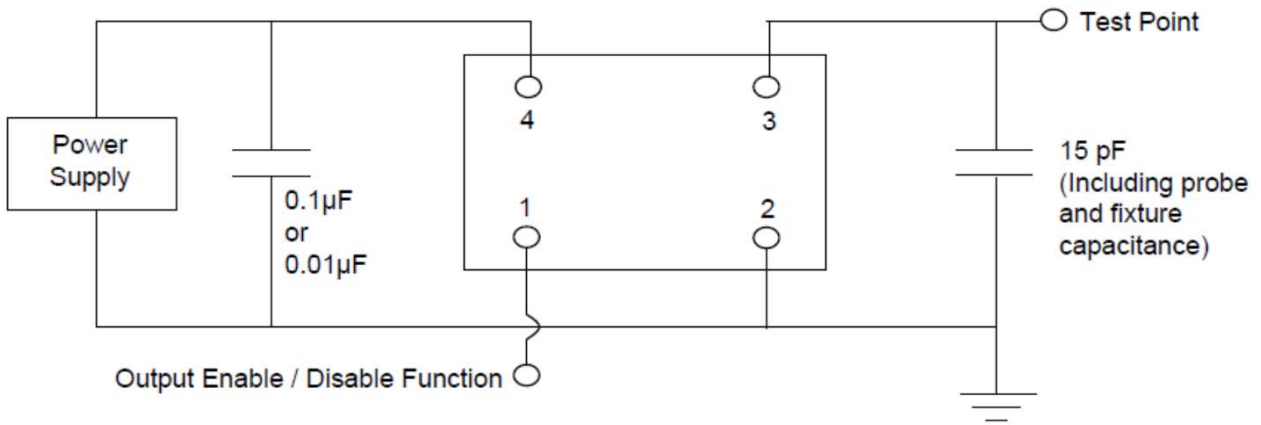 Test Point
4
3
Power
Supply
15 pF
(Including probe
and fixture
capacitance)
0.1µF
or
0.01µF
1
2
Output Enable / Disable Function